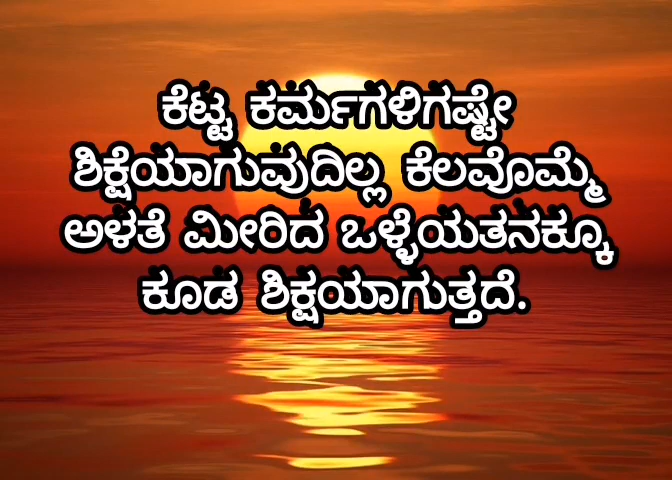 ಕೆಟ್ಟ ಕರ್ಮಗಳಿಗಷ್ಟೇ
ಶಿಕ್ಷೆಯಾಗುವುದಿಲ್ಲ ಕೆಲವೊಮ್ಮೆ
ಅಳತೆ ಮೀರಿದ ಒಳ್ಳೆಯತನಕ್ಕೂ
ಕೂಡ ಶಿಕ್ಷಯಾಗುತ್ತದೆ.